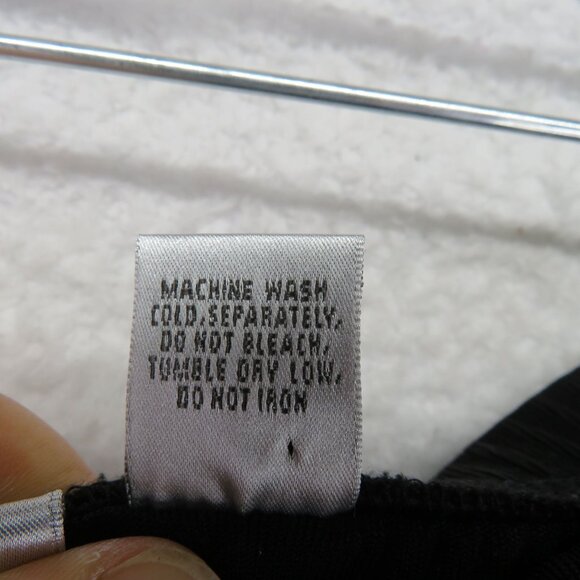 MACHINE WASH
COLD, SEPARATELY,
DO NOT BLEACH,
TUMBLE DRY LOW,
DO NOT IRON